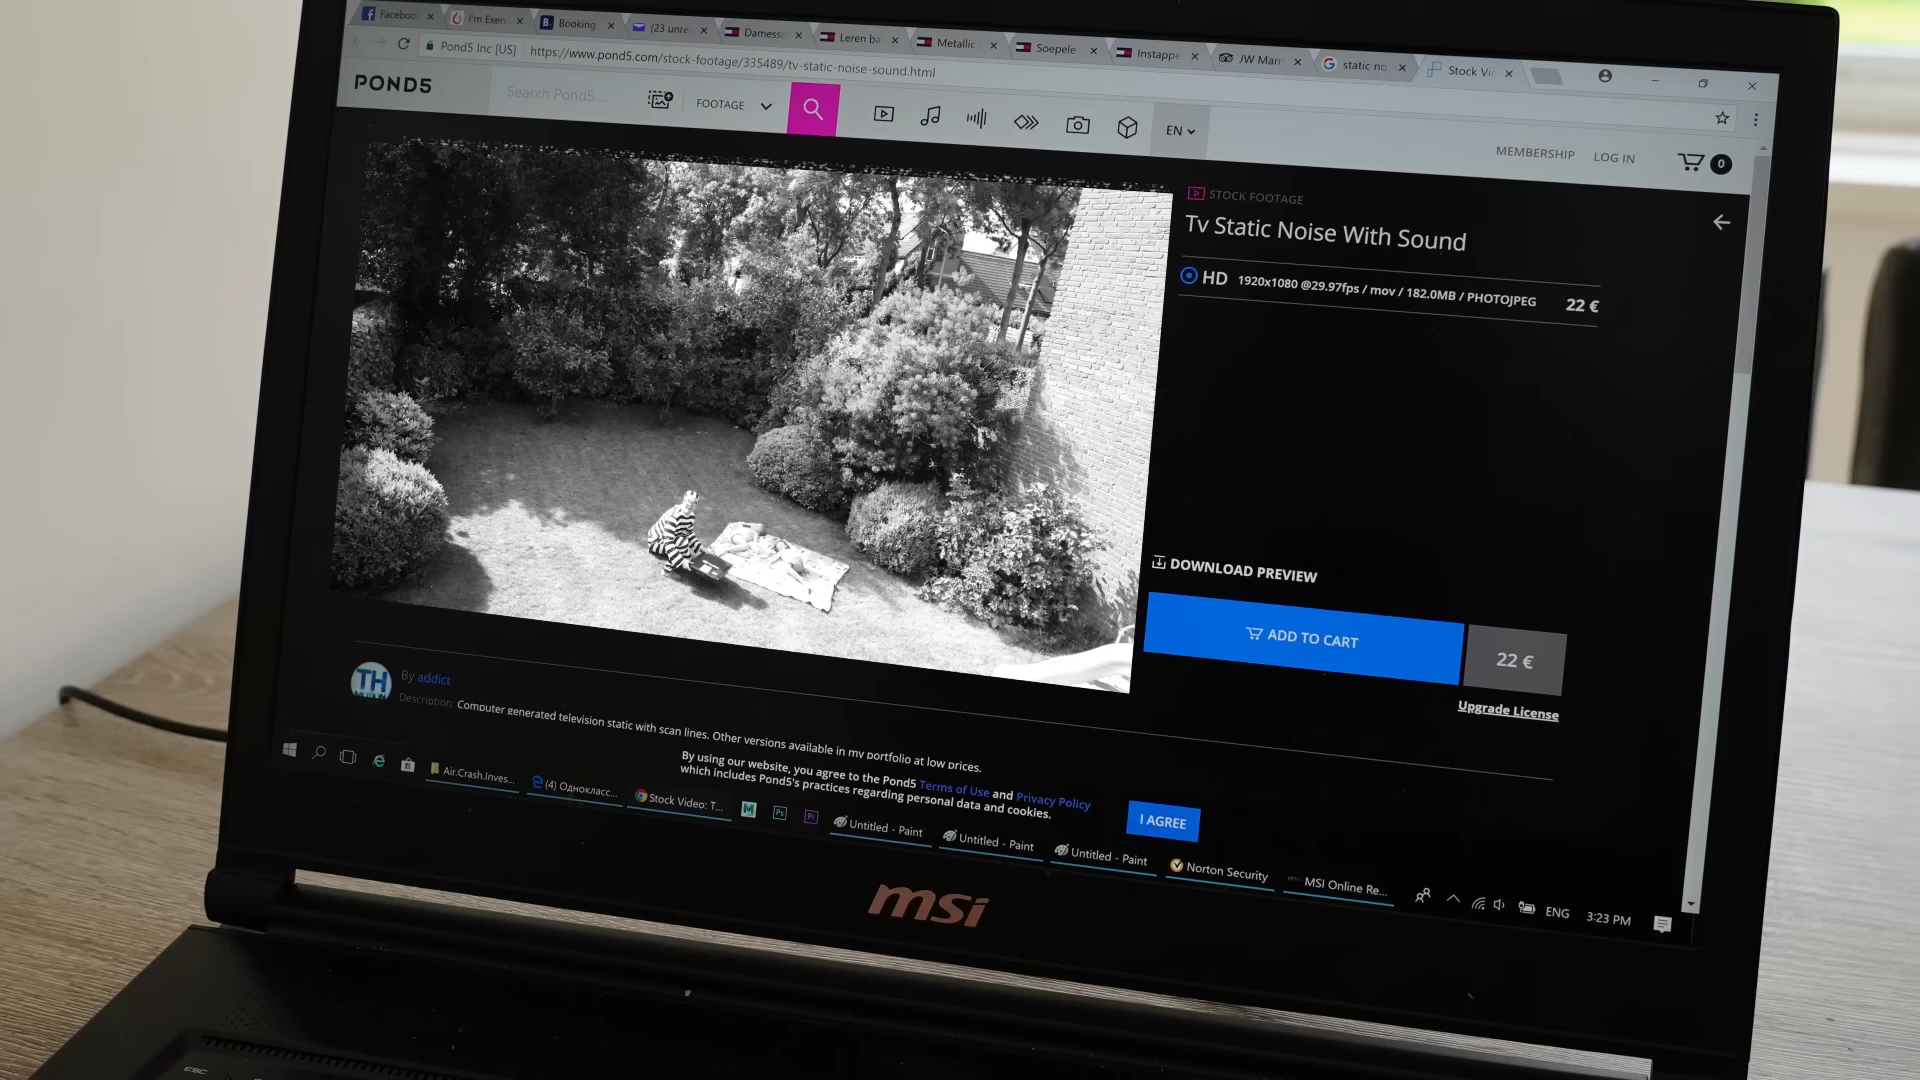 Faceboo
I'm Exer
Booking
(23 unre
Damess
Leren ba
Metallic
Soepele
Instappe
JW Marr
static no
Stock Vi
Pond5 Inc [US]
https://www.pond5.com/stock-footage/335489/tv-static-noise-sound.html
POND5
Search Pond5...
FOOTAGE
EN
MEMBERSHIP
LOG IN
0
STOCK FOOTAGE
Tv Static Noise With Sound
HD 1920x1080 @29.97fps / mov / 182.0MB / PHOTOJPEG 22 €
DOWNLOAD PREVIEW
ADD TO CART
22 €
Upgrade License
TH
By addict
Description: Computer generated television static with scan lines. Other versions available in my portfolio at low prices.
By using our website, you agree to the Pond5 Terms of Use and Privacy Policy
which includes Pond5's practices regarding personal data and cookies.
I AGREE
Air.Crash.Inves...
(4) Однокласс...
Stock Video: T...
M
Ps
Pr
Untitled - Paint
Untitled - Paint
Untitled - Paint
Norton Security
MSI Online Re...
ENG
3:23 PM
msi
ESC